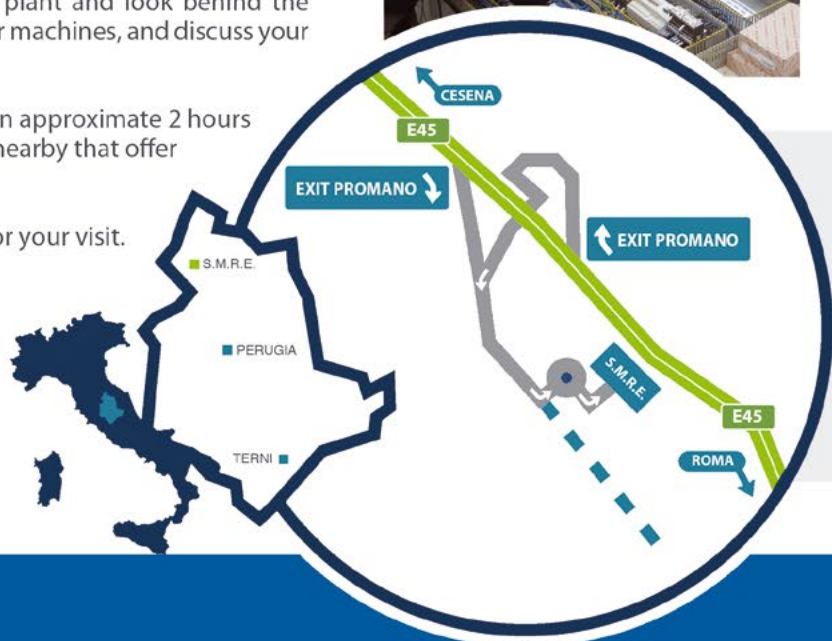 plant and look behind the
machines, and discuss your
n approximate 2 hours
nearby that offer
or your visit.
CESENA
E45
EXIT PROMANO
EXIT PROMANO
S.M.R.E.
PERUGIA
TERNI
S.M.R.E.
E45
ROMA